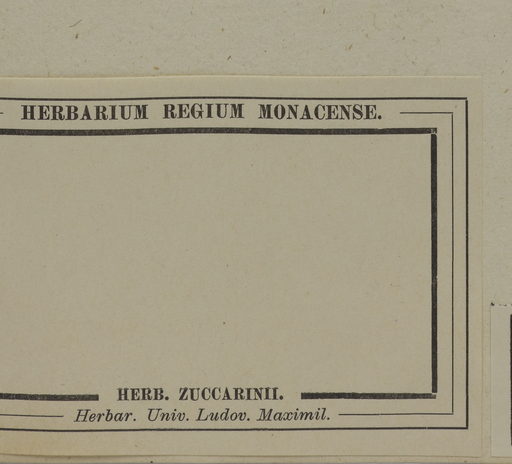 HERBARIUM REGIUM MONACENSE.
HERB. ZUCCARINII.
Herbar. Univ. Ludov. Maximil.